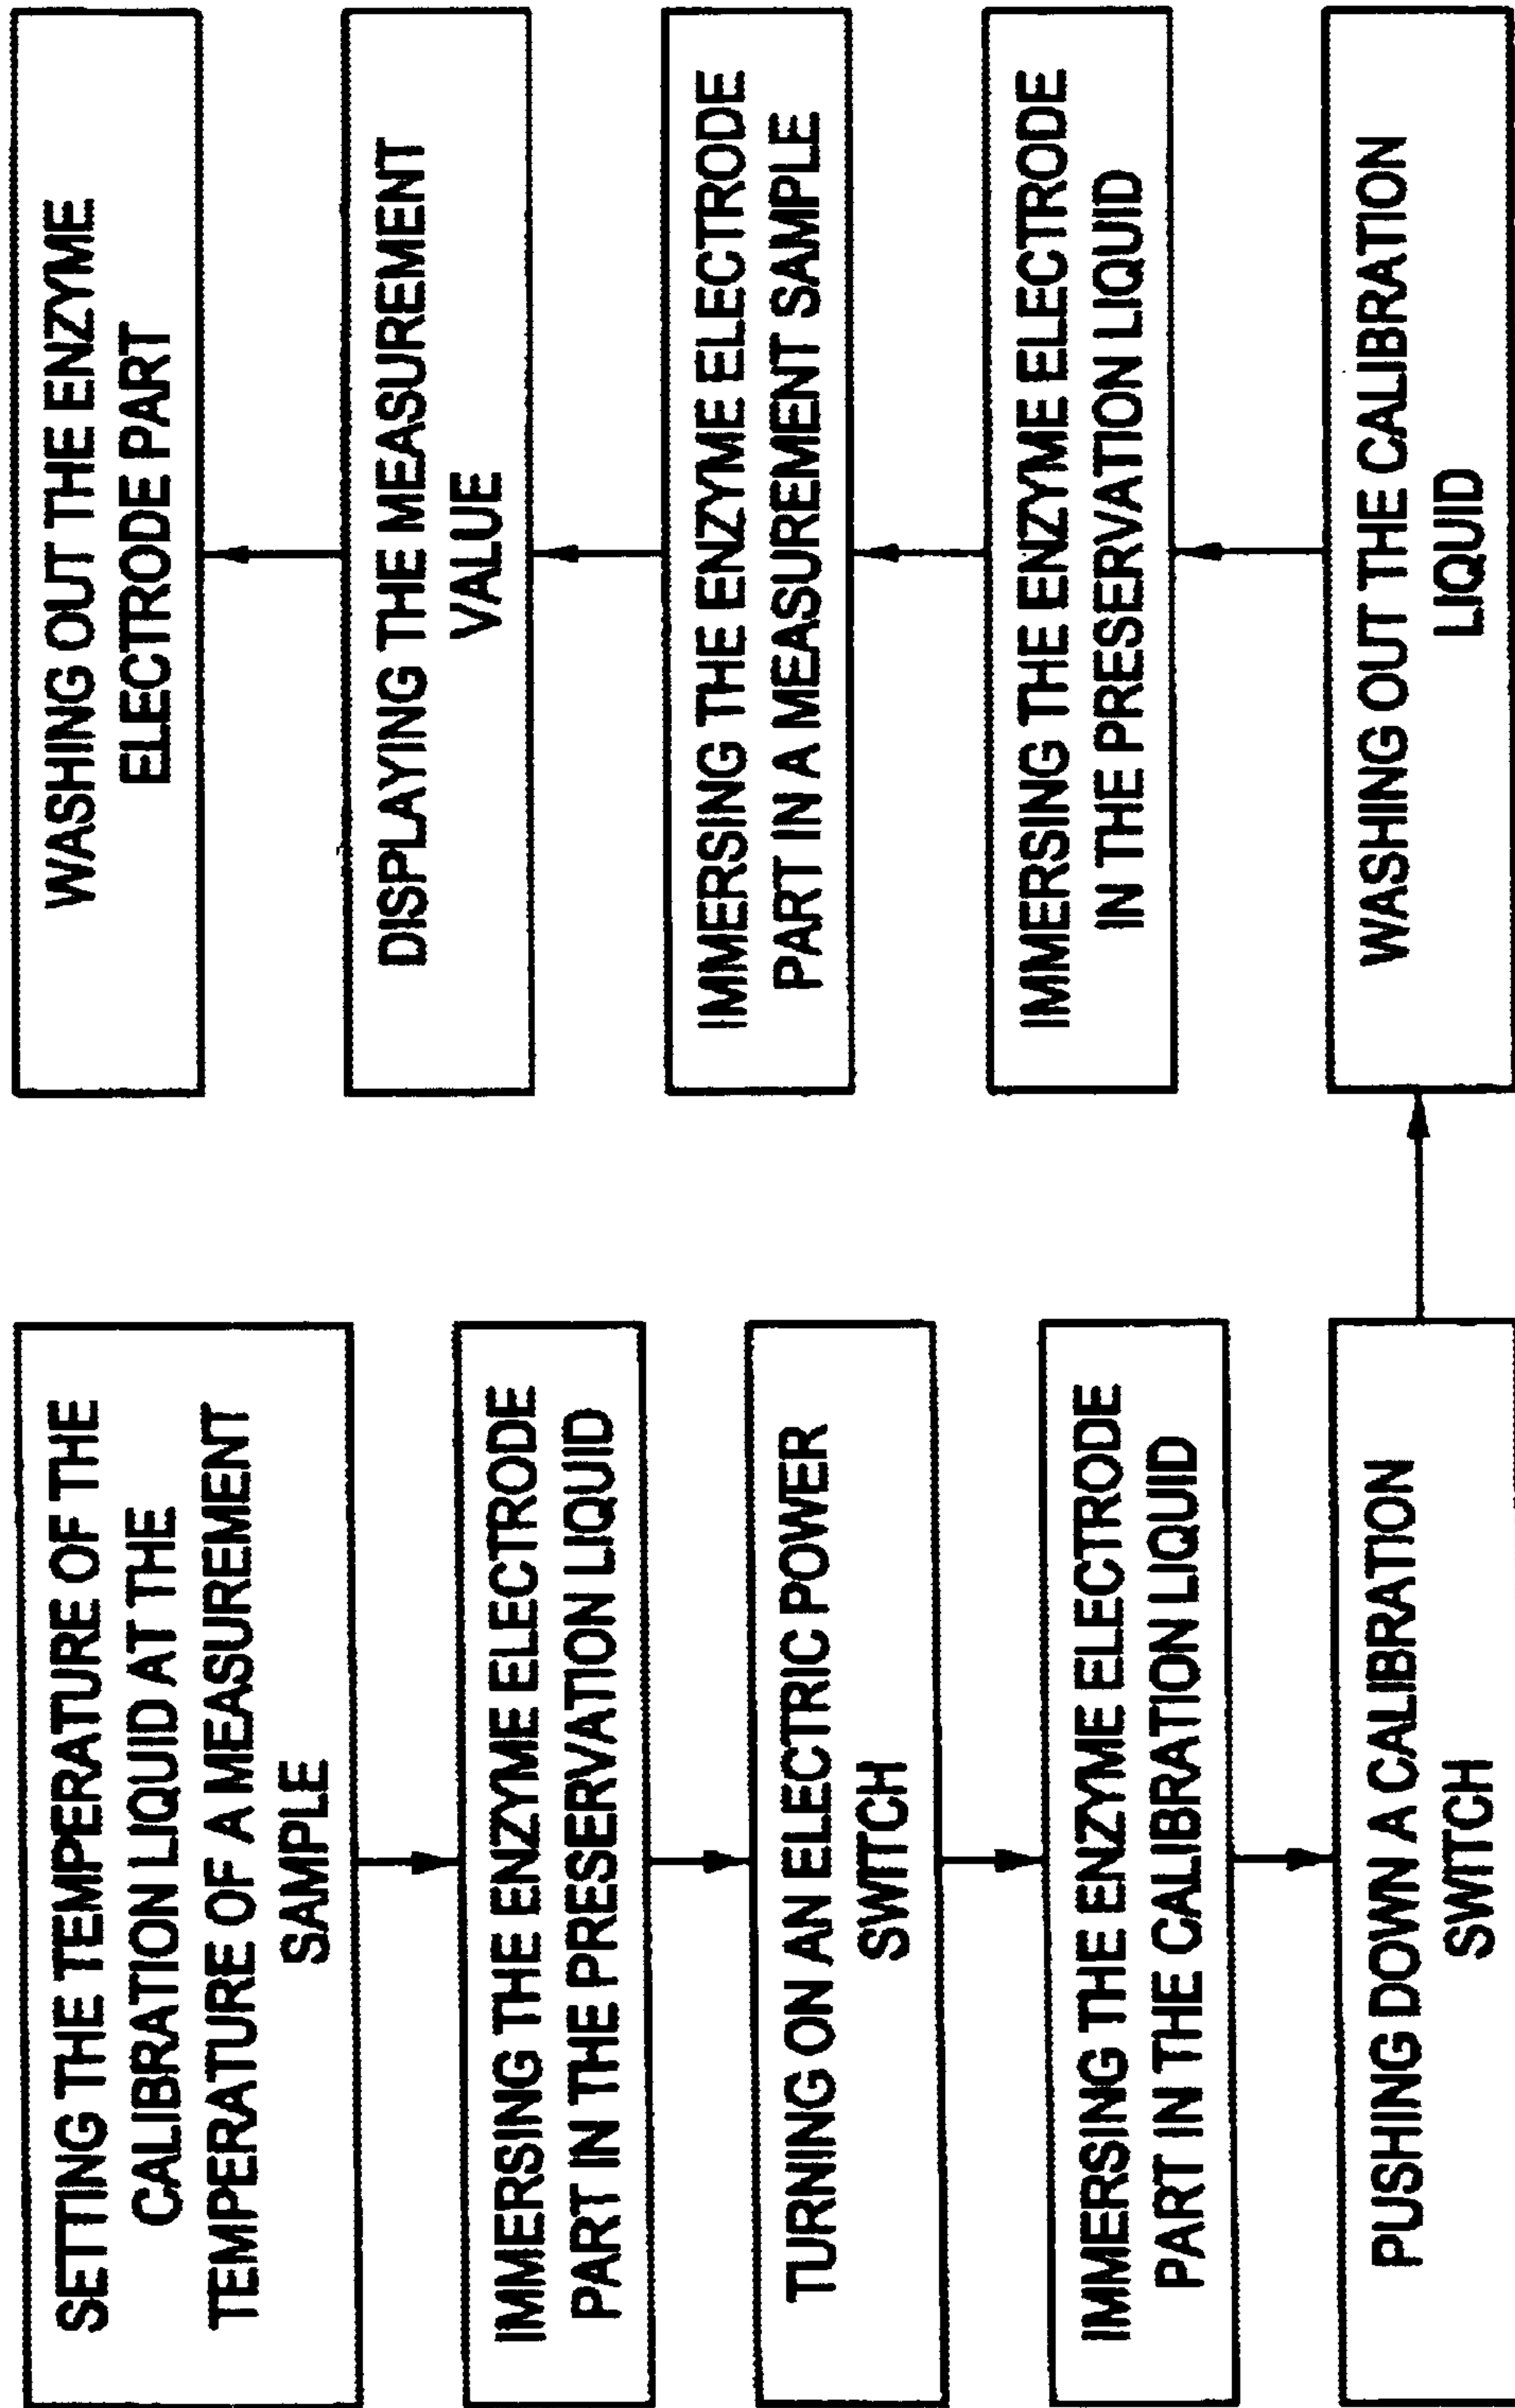 SETTING THE TEMPERATURE OF THE
CALIBRATION LIQUID AT THE
TEMPERATURE OF A MEASUREMENT
SAMPLE
IMMERSING THE ENZYME ELECTRODE
PART IN THE PRESERVATION LIQUID
TURNING ON AN ELECTRIC POWER
SWITCH
IMMERSING THE ENZYME ELECTRODE
PART IN THE CALIBRATION LIQUID
PUSHING DOWN A CALIBRATION
SWITCH
WASHING OUT THE CALIBRATION
LIQUID
IMMERSING THE ENZYME ELECTRODE
IN THE PRESERVATION LIQUID
IMMERSING THE ENZYME ELECTRODE
PART IN A MEASUREMENT SAMPLE
DISPLAYING THE MEASUREMENT
VALUE
WASHING OUT THE ENZYME
ELECTRODE PART